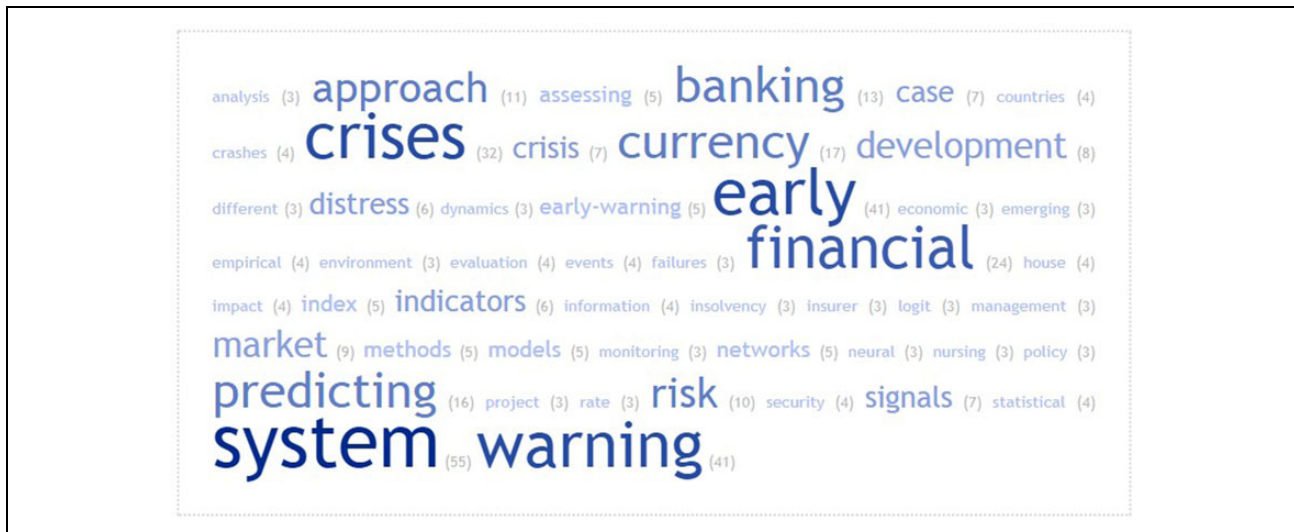 analysis (3) approach (11) assessing (5) banking (13) case (7) countries (4)
crashes (4) crises (32) crisis (7) currency (17) development (8)
different (3) distress (6) dynamics (3) early-warning (5) early (41) economic (3) emerging (3)
empirical (4) environment (3) evaluation (4) events (4) failures (3) financial (24) house (4)
impact (4) index (5) indicators (6) information (4) insolvency (3) insurer (3) logit (3) management (3)
market (9) methods (5) models (5) monitoring (3) networks (5) neural (3) nursing (3) policy (3)
predicting (16) project (3) rate (3) risk (10) security (4) signals (7) statistical (4)
system (55) warning (41)